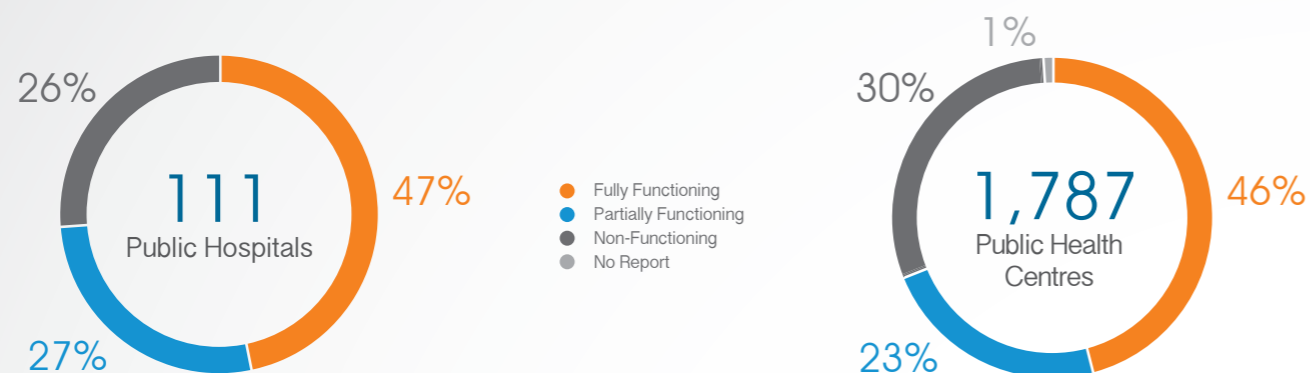 26%
111
Public Hospitals
47%
27%
Fully Functioning
Partially Functioning
Non-Functioning
No Report
1%
30%
1,787
Public Health
Centres
46%
23%